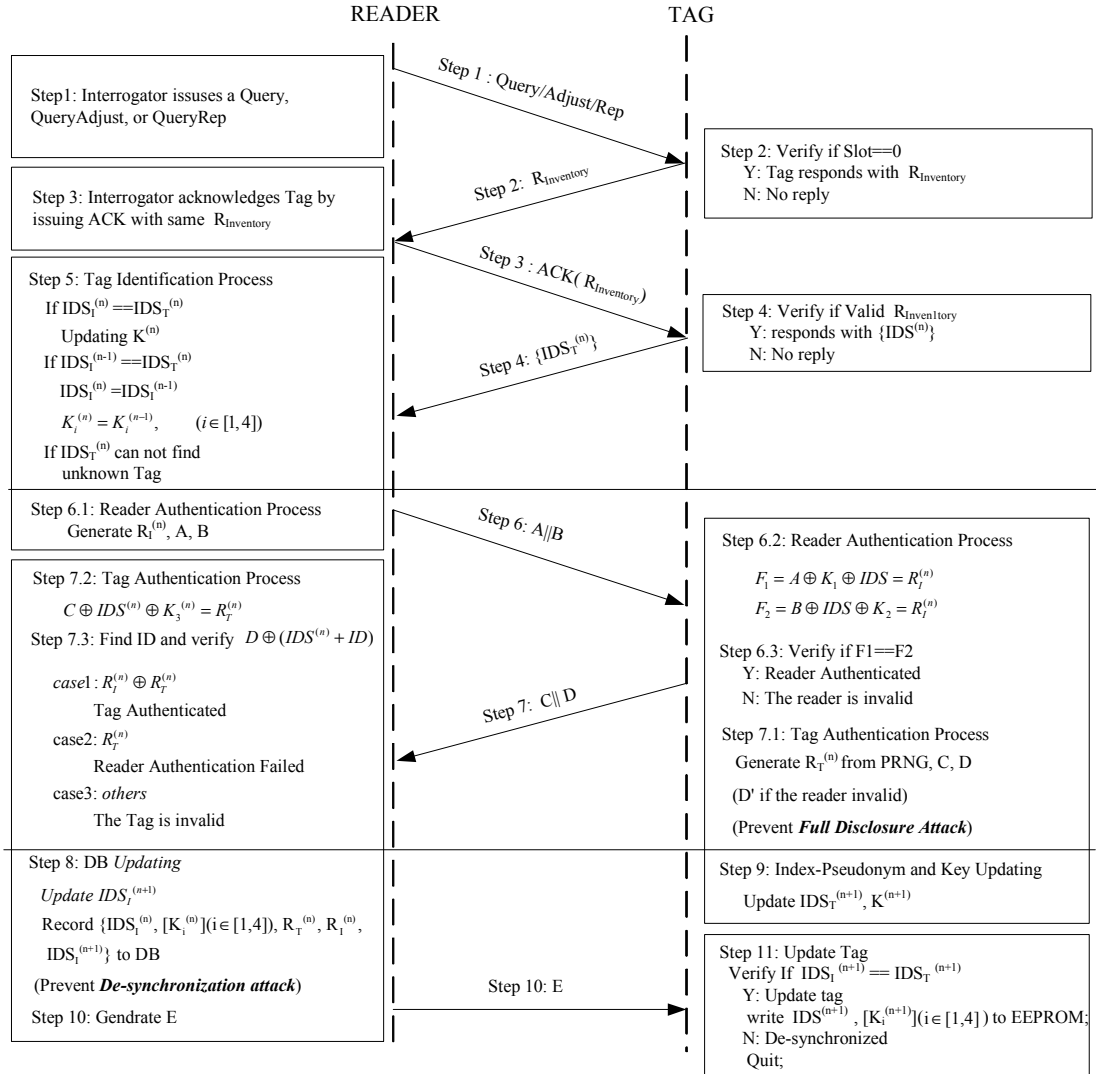 READER
TAG
Step1: Interrogator issuses a Query,
QueryAdjust, or QueryRep
Step 1 : Query/Adjust/Rep
Step 2: Verify if Slot==0
Y: Tag responds with R_Inventory
N: No reply
Step 2: R_Inventory
Step 3: Interrogator acknowledges Tag by
issuing ACK with same R_Inventory
Step 3 : ACK( R_Inventory)
Step 4: Verify if Valid R_Inven1tory
Y: responds with {IDS^(n)}
N: No reply
Step 4: {IDS_T^(n)}
Step 5: Tag Identification Process
If IDS_I^(n) ==IDS_T^(n)
Updating K^(n)
If IDS_I^(n-1) ==IDS_T^(n)
IDS_I^(n) =IDS_I^(n-1)
K_i^(n) = K_i^(n−1), (i∈[1,4])
If IDS_T^(n) can not find
unknown Tag
Step 6.1: Reader Authentication Process
Generate R_I^(n), A, B
Step 6: A||B
Step 6.2: Reader Authentication Process
F_1 = A ⊕ K_1 ⊕ IDS = R_I^(n)
F_2 = B ⊕ IDS ⊕ K_2 = R_I^(n)
Step 6.3: Verify if F1==F2
Y: Reader Authenticated
N: The reader is invalid
Step 7.1: Tag Authentication Process
Generate R_T^(n) from PRNG, C, D
(D' if the reader invalid)
(Prevent Full Disclosure Attack)
Step 7: C|| D
Step 7.2: Tag Authentication Process
C ⊕ IDS^(n) ⊕ K_3^(n) = R_T^(n)
Step 7.3: Find ID and verify D ⊕ (IDS^(n) + ID)
case1 : R_I^(n) ⊕ R_T^(n)
Tag Authenticated
case2: R_T^(n)
Reader Authentication Failed
case3: others
The Tag is invalid
Step 8: DB Updating
Update IDS_I^(n+1)
Record {IDS_I^(n), [K_i^(n)](i∈[1,4]), R_T^(n), R_I^(n),
IDS_I^(n+1)} to DB
(Prevent De-synchronization attack)
Step 10: Gendrate E
Step 10: E
Step 9: Index-Pseudonym and Key Updating
Update IDS_T^(n+1), K^(n+1)
Step 11: Update Tag
Verify If IDS_I^(n+1) == IDS_T^(n+1)
Y: Update tag
write IDS^(n+1) , [K_i^(n+1)](i∈[1,4] ) to EEPROM;
N: De-synchronized
Quit;